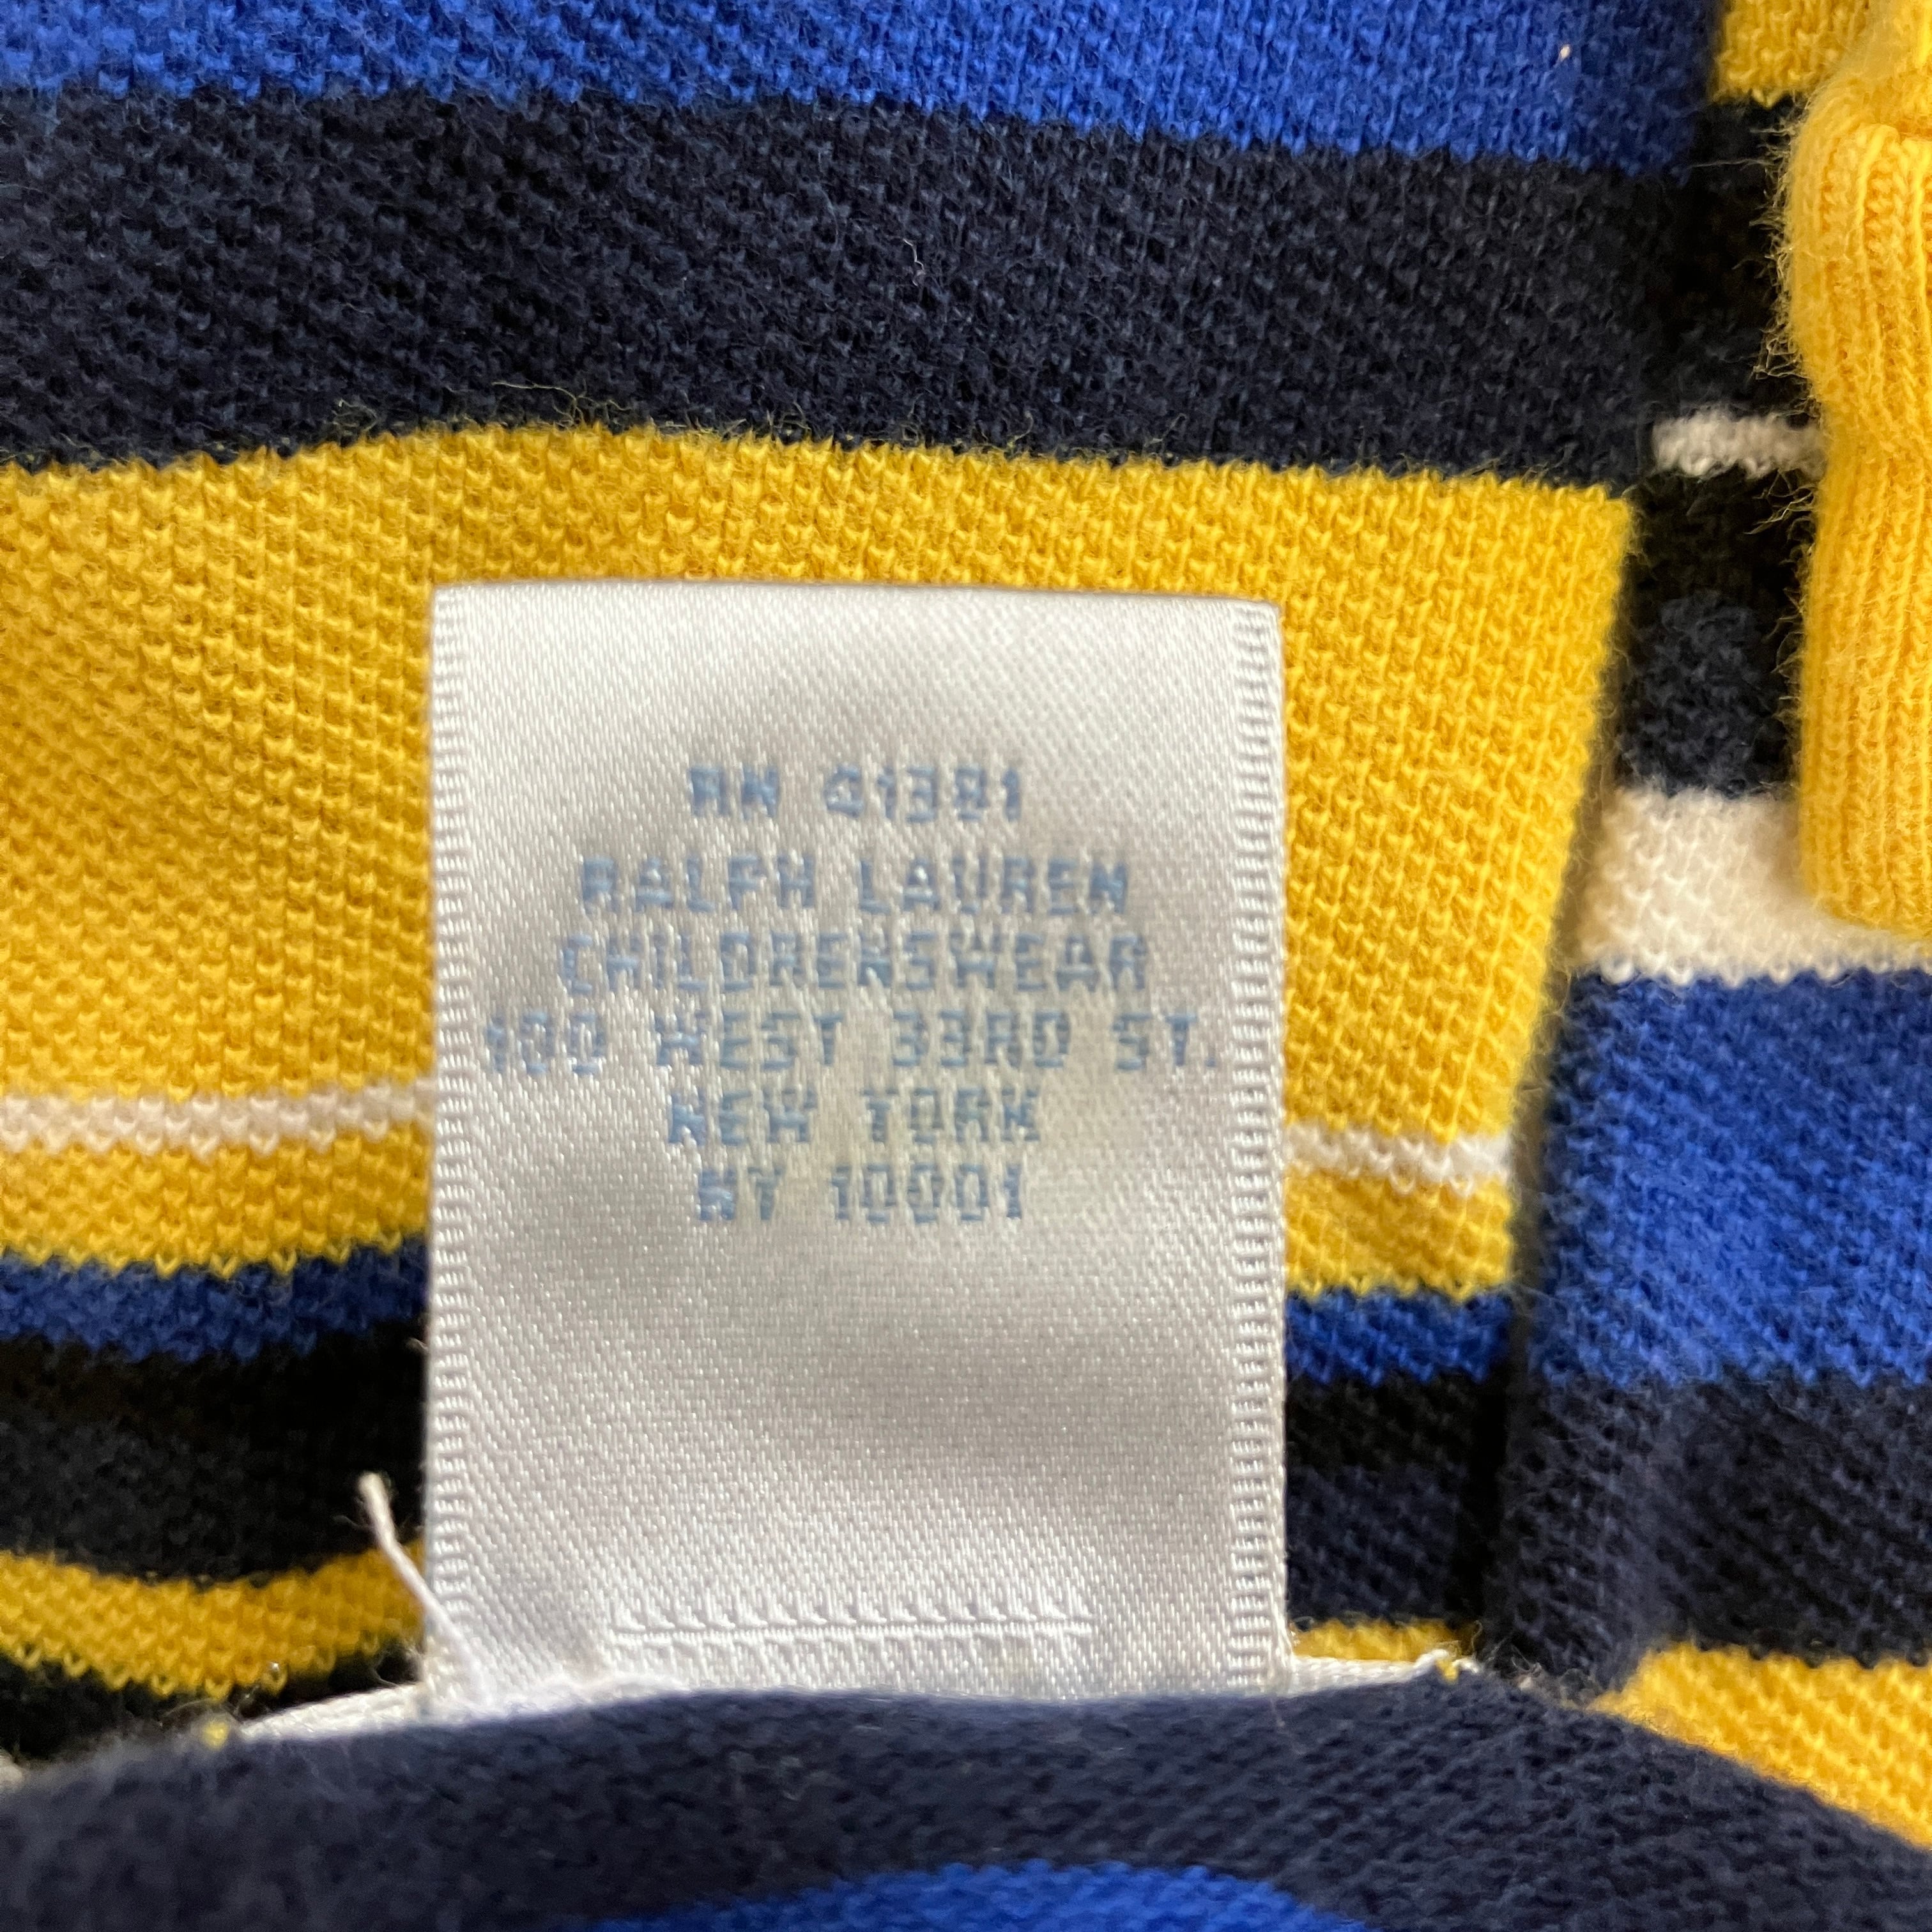 RN 41381
RALPH LAUREN
CHILDRENSWEAR
100 WEST 33RD ST.
NEW YORK
NY 10001